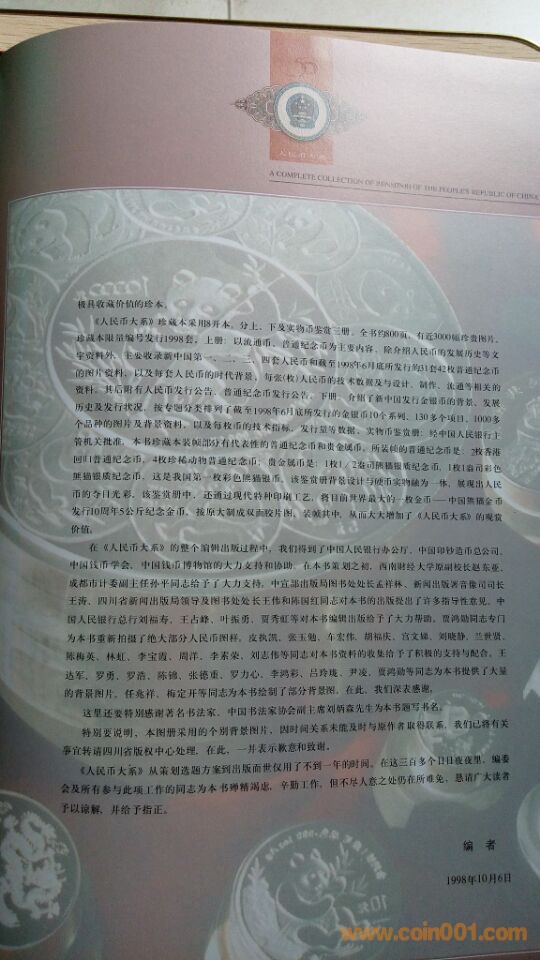 人民币大系
A COMPLETE COLLECTION OF RENMINBI OF THE PEOPLE'S REPUBLIC OF CHINA
极具收藏价值的珍本。
《人民币大系》珍藏本采用8开本，分上、下及实物币鉴赏三册，全书约800页，有近3000幅珍贵图片，
珍藏本限量编号发行1998套。上册：以流通币、普通纪念币为主要内容，除介绍人民币的发展历史等文
字资料外，主要收录新中国第一、二、三、四套人民币和截至1998年6月底所发行的31套42枚普通纪念币
的图片资料，以及每套人民币的时代背景，每张(枚)人民币的技术数据及与设计、制作、流通等相关的
资料。其后附有人民币发行公告、普通纪念币发行公告。下册：介绍了新中国发行金银币的背景、发展
历史及发行状况，按专题分类排列了截至1998年6月底所发行的金银币10个系列、130多个项目、1000多
个品种的图片及背景资料，以及每枚币的技术指标、发行量等数据。实物币鉴赏册：经中国人民银行主
管机关批准，本书珍藏本装帧部分有代表性的普通纪念币和贵金属币。所装帧的普通纪念币是：2枚香港
回归普通纪念币，4枚珍稀动物普通纪念币；贵金属币是：1枚1/2盎司熊猫银质纪念币，1枚1盎司彩色
熊猫银质纪念币，这是我国第一枚彩色熊猫银币。该鉴赏册背景设计与硬币实物融为一体，展现出人民
币的夺目光彩。该鉴赏册中，还通过现代特种印刷工艺，将目前世界最大的一枚金币——中国熊猫金币
发行10周年5公斤纪念金币，按原大制成双面胶片图，装帧其中，从而大大增加了《人民币大系》的观赏
价值。
在《人民币大系》的整个编辑出版过程中，我们得到了中国人民银行办公厅、中国印钞造币总公司、
中国钱币学会、中国钱币博物馆的大力支持和协助。在本书策划之初，西南财经大学原副校长赵东亚、
成都市计委副主任孙平同志给予了大力支持，中宣部出版局图书处处长孟祥林、新闻出版署音像司司长
王涛、四川省新闻出版局领导及图书处处长王伟和陈国红同志对本书的出版提出了许多指导性意见。中
国人民银行总行刘福寿、王占峰、叶振勇、贾秀虹等对本书编辑出版给了大力帮助。贾鸿勋同志专门
为本书重新拍摄了绝大部分人民币图样，皮执凯、张玉勉、车宏伟、胡福庆、宫文娣、刘晓静、兰世贤、
陈梅英、林虹、李宝霞、周洋、李素荣、刘志伟等同志对本书资料的收集给予了积极的支持与配合。王
达军、罗勇、罗浩、陈锦、张德重、罗力心、李鸿彩、吕玲珑、尹凌、贾鸿勋等同志为本书提供了大量
的背景图片，任兆祥、梅定开等同志为本书绘制了部分背景图。在此，我们深表感谢。
这里还要特别感谢著名书法家、中国书法家协会副主席刘炳森先生为本书题写书名。
特别要说明，本图册采用的个别背景图片，因时间关系未能及时与原作者取得联系，我们已将有关
事宜转请四川省版权中心处理。在此，一并表示歉意和致谢。
《人民币大系》从策划选题方案到出版面世仅用了不到一年的时间。在这三百多个日日夜夜里，编委
会及所有参与此项工作的同志为本书殚精竭虑，辛勤工作，但不尽人意之处仍在所难免，恳请广大读者
予以谅解，并给予指正。
编 者
1998年10月6日
10元
www.coin001.com